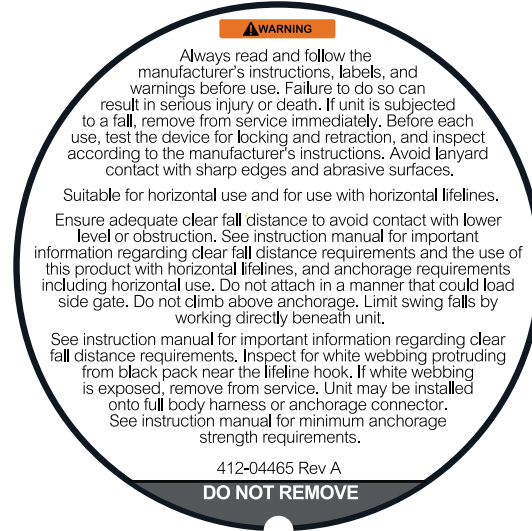 WARNING
Always read and follow the
manufacturer's instructions, labels, and
warnings before use. Failure to do so can
result in serious injury or death. If unit is subjected
to a fall, remove from service immediately. Before each
use, test the device for locking and retraction, and inspect
according to the manufacturer's instructions. Avoid lanyard
contact with sharp edges and abrasive surfaces.
Suitable for horizontal use and for use with horizontal lifelines.
Ensure adequate clear fall distance to avoid contact with lower
level or obstruction. See instruction manual for important
information regarding clear fall distance requirements and the use of
this product with horizontal lifelines, and anchorage requirements
including horizontal use. Do not attach in a manner that could load
side gate. Do not climb above anchorage. Limit swing falls by
working directly beneath unit.
See instruction manual for important information regarding clear
fall distance requirements. Inspect for white webbing protruding
from black pack near the lifeline hook. If white webbing
is exposed, remove from service. Unit may be installed
onto full body harness or anchorage connector.
See instruction manual for minimum anchorage
strength requirements.
412-04465 Rev A
DO NOT REMOVE